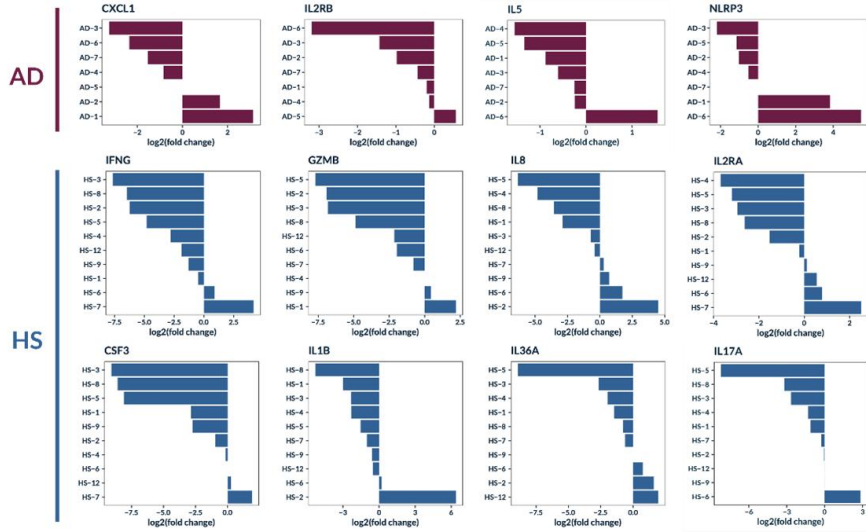 AD
CXCL1
AD-3
AD-6
AD-7
AD-4
AD-5
AD-2
AD-1
-2 0 2
log2(fold change)
IL2RB
AD-6
AD-3
AD-2
AD-7
AD-1
AD-4
AD-5
-3 -2 -1 0
log2(fold change)
IL5
AD-4
AD-5
AD-1
AD-3
AD-7
AD-2
AD-6
-1 0 1
log2(fold change)
NLRP3
AD-3
AD-5
AD-2
AD-4
AD-7
AD-1
AD-6
-2 0 2 4
log2(fold change)
HS
IFNG
HS-3
HS-8
HS-2
HS-5
HS-4
HS-12
HS-9
HS-1
HS-6
HS-7
-7.5 -5.0 -2.5 0.0 2.5
log2(fold change)
GZMB
HS-5
HS-2
HS-3
HS-8
HS-12
HS-6
HS-7
HS-4
HS-9
HS-1
-7.5 -5.0 -2.5 0.0 2.5
log2(fold change)
IL8
HS-5
HS-4
HS-8
HS-1
HS-3
HS-12
HS-7
HS-9
HS-6
HS-2
-5.0 -2.5 0.0 2.5 5.0
log2(fold change)
IL2RA
HS-4
HS-5
HS-3
HS-8
HS-2
HS-1
HS-9
HS-12
HS-6
HS-7
-4 -2 0 2
log2(fold change)
CSF3
HS-3
HS-8
HS-5
HS-1
HS-9
HS-2
HS-4
HS-6
HS-12
HS-7
-9.0 -6.0 -3.0 0.0
log2(fold change)
IL1B
HS-8
HS-1
HS-3
HS-4
HS-5
HS-7
HS-9
HS-12
HS-6
HS-2
-3 0 3 6
log2(fold change)
IL36A
HS-5
HS-3
HS-4
HS-1
HS-8
HS-7
HS-9
HS-6
HS-2
HS-12
-9.0 -6.0 -3.0 0.0
log2(fold change)
IL17A
HS-5
HS-8
HS-3
HS-4
HS-1
HS-7
HS-2
HS-12
HS-9
HS-6
-6 -3 0 3
log2(fold change)